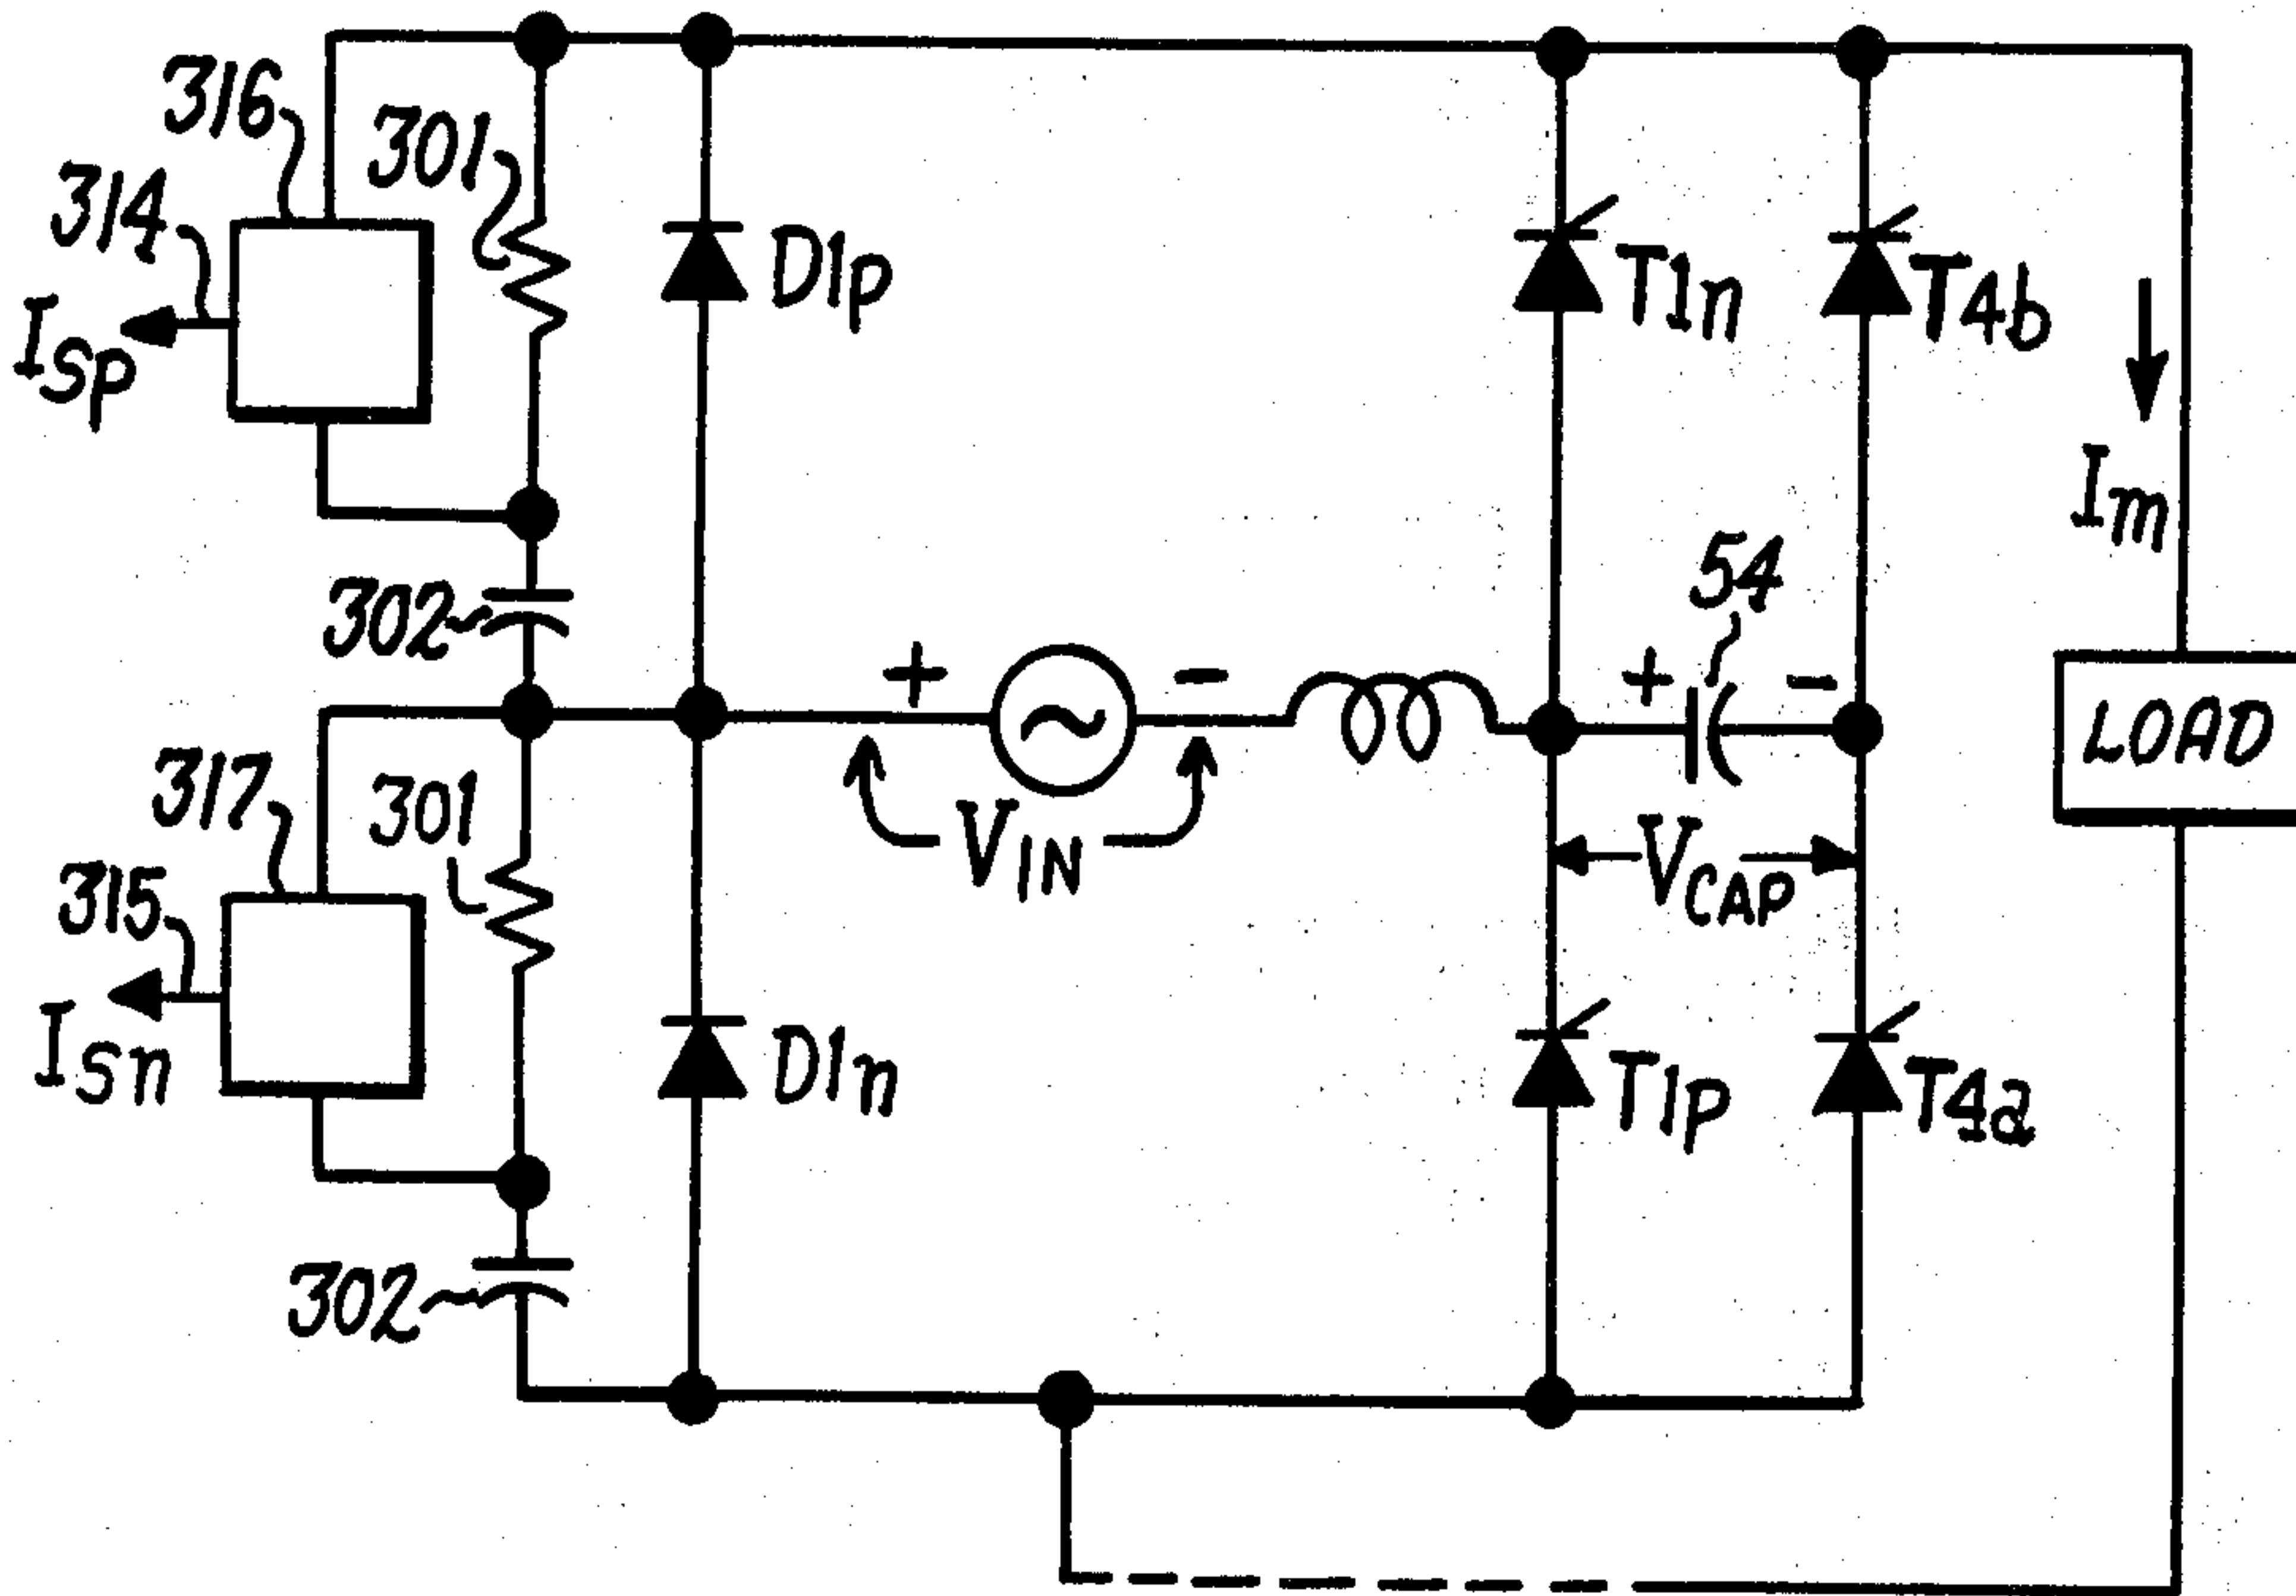 316
301
314
D1p
T1n
T4b
Isp
Im
54
302
+
-
+
-
LOAD
317
301
VIN
VCAP
315
Isn
D1n
T1p
T4a
302